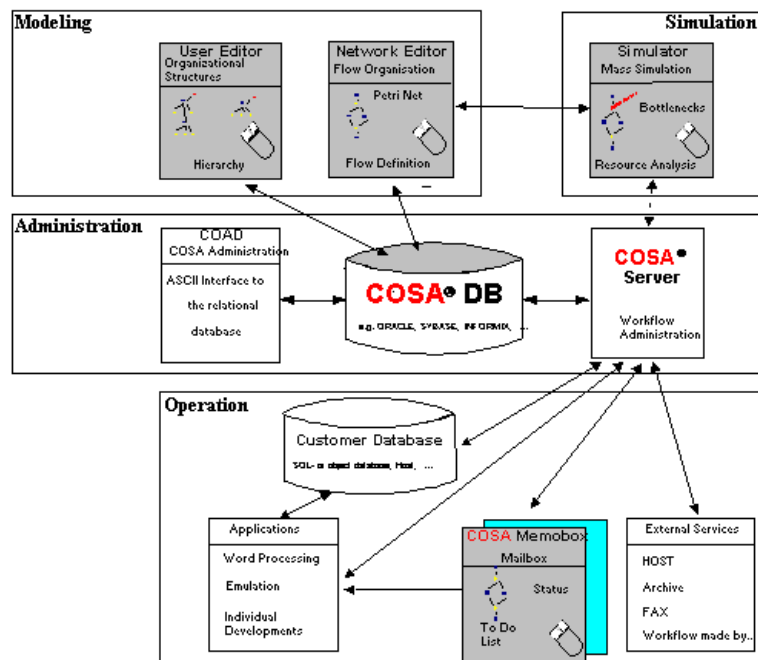 Modeling
Simulation
User Editor
Organizational
Structures
Hierarchy
Network Editor
Flow Organisation
Petri Net
Flow Definition
Simulator
Mass Simulation
Bottlenecks
Resource Analysis
Administration
COAD
COSA Administration
ASCII Interface to
the relational
database
COSA DB
e.g. ORACLE, SYBASE, INFORMIX, ...
COSA
Server
Workflow
Administration
Operation
Customer Database
SQL- or object database, Host, ...
Applications
Word Processing
Emulation
Individual
Developments
COSA Memobox
Mailbox
Status
To Do
List
External Services
HOST
Archive
FAX
Workflow made by..